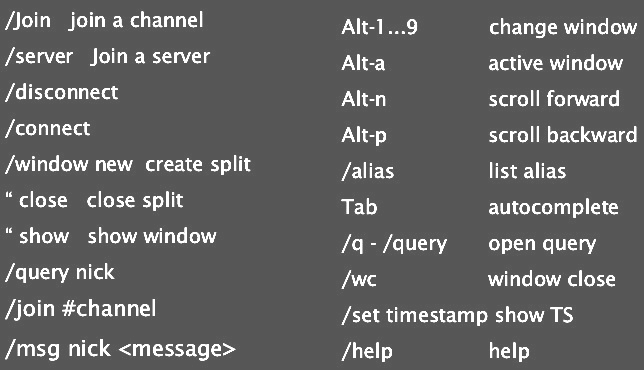 /Join join a channel
/server Join a server
/disconnect
/connect
/window new create split
“ close close split
“ show show window
/query nick
/join #channel
/msg nick <message>
Alt-1...9 change window
Alt-a active window
Alt-n scroll forward
Alt-p scroll backward
/alias list alias
Tab autocomplete
/q - /query open query
/wc window close
/set timestamp show TS
/help help